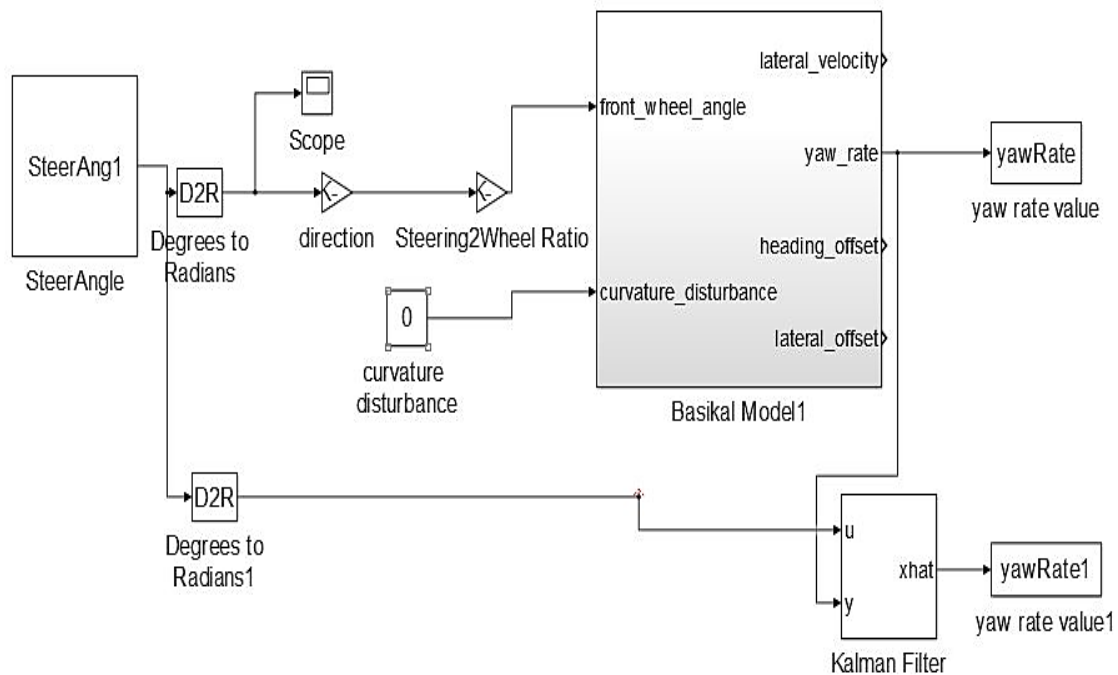 SteerAng1
SteerAngle
D2R
Degrees to
Radians
Scope
direction
Steering2Wheel Ratio
0
curvature
disturbance
front_wheel_angle
curvature_disturbance
lateral_velocity
yaw_rate
heading_offset
lateral_offset
Basikal Model1
yawRate
yaw rate value
D2R
Degrees to
Radians1
u
y
xhat
Kalman Filter
yawRate1
yaw rate value1